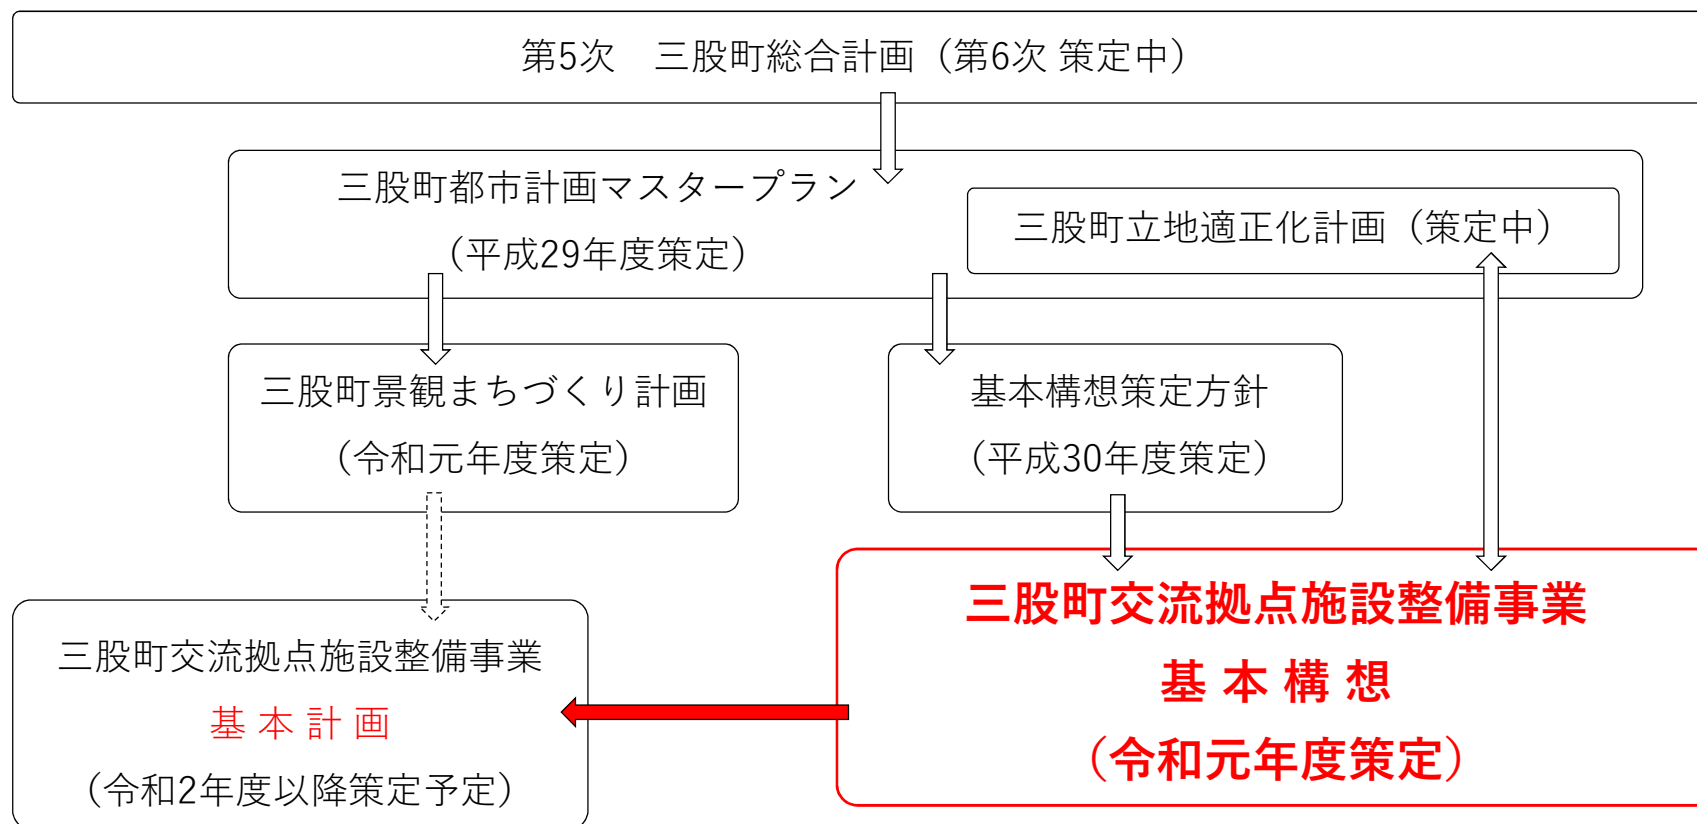 第5次　三股町総合計画（第6次 策定中）
三股町都市計画マスタープラン
（平成29年度策定）
三股町立地適正化計画（策定中）
三股町景観まちづくり計画
（令和元年度策定）
基本構想策定方針
（平成30年度策定）
三股町交流拠点施設整備事業
基 本 構 想
（令和元年度策定）
三股町交流拠点施設整備事業
基 本 計 画
（令和2年度以降策定予定）